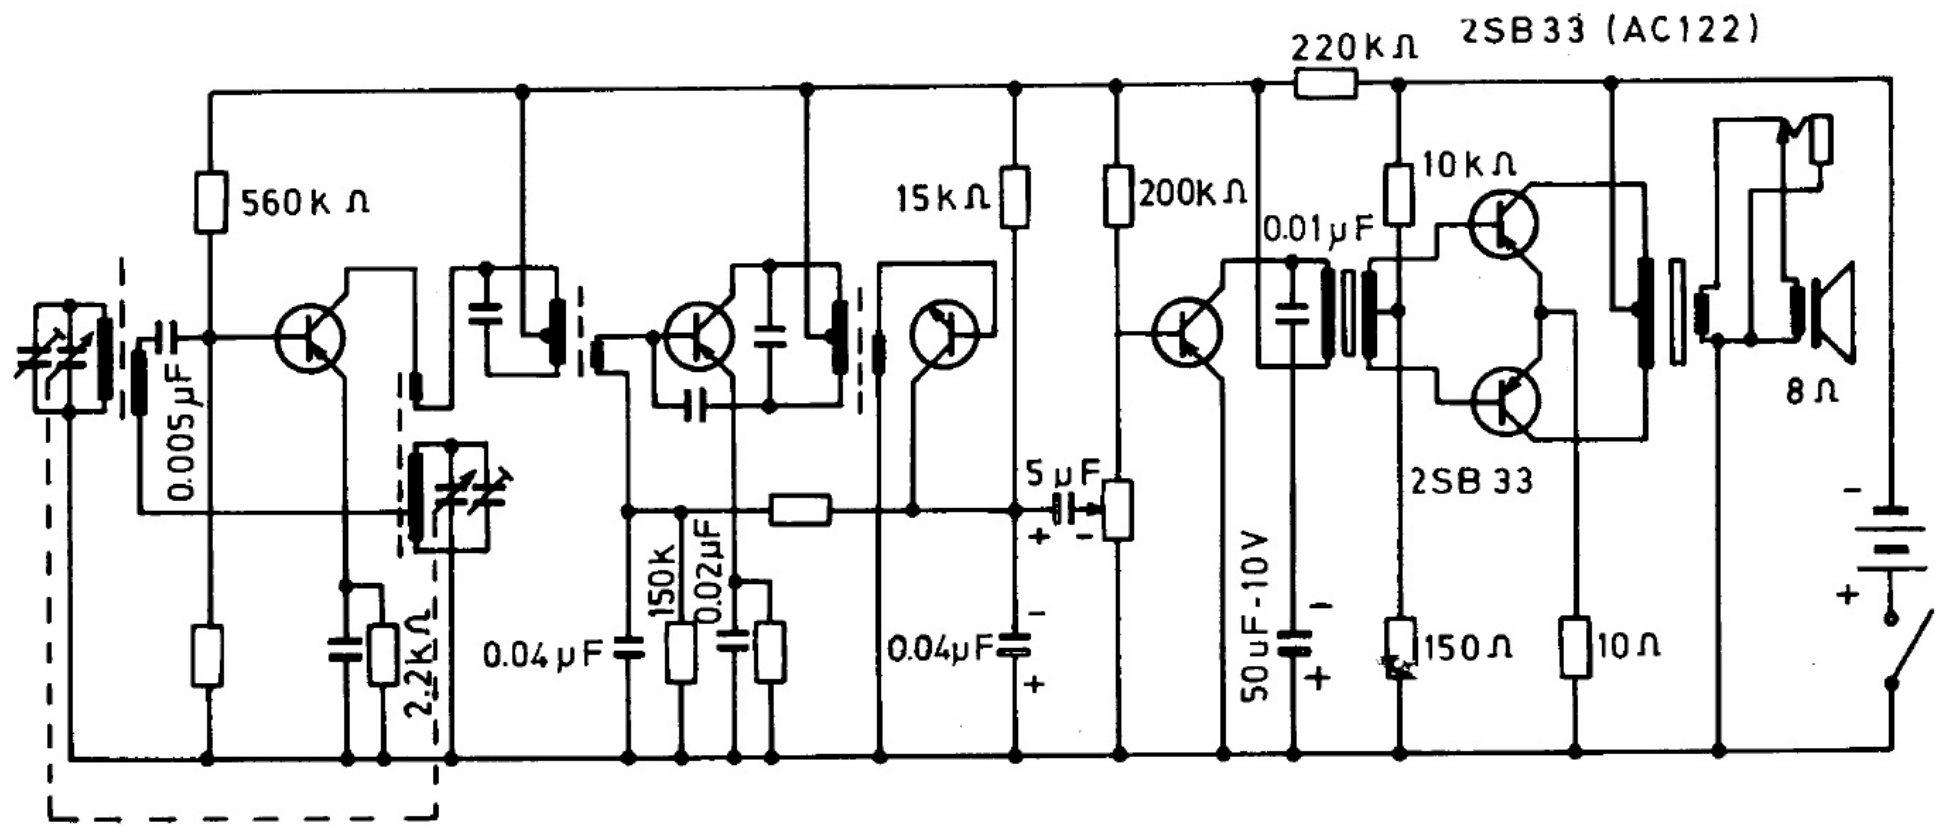 2SB33 (AC122)
220kΩ
560kΩ
15kΩ
200kΩ
10kΩ
0.01µF
0.005µF
8Ω
5µF
+ -
2SB33
-
+
2.2kΩ
0.04µF
150k
0.02µF
0.04µF
-
+
50uF-10V
-
+
150Ω
10Ω